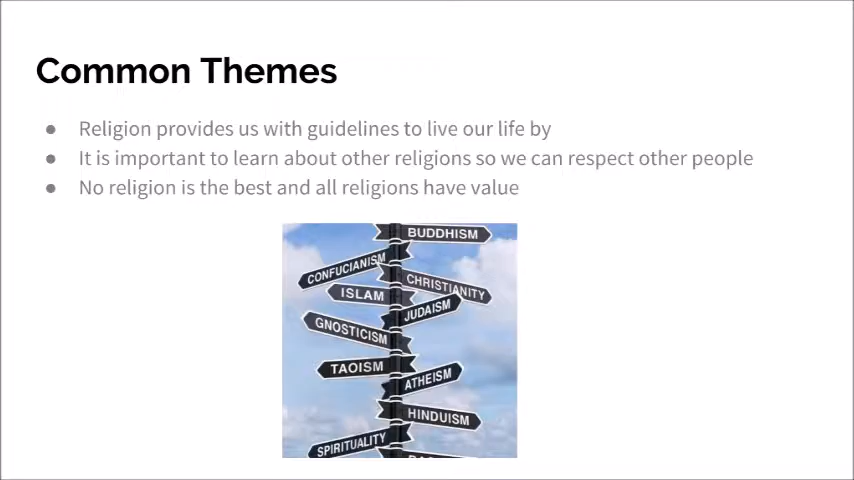 Common Themes
● Religion provides us with guidelines to live our life by
● It is important to learn about other religions so we can respect other people
● No religion is the best and all religions have value
BUDDHISM
CONFUCIANISM
CHRISTIANITY
ISLAM
JUDAISM
GNOSTICISM
TAOISM
ATHEISM
HINDUISM
SPIRITUALITY